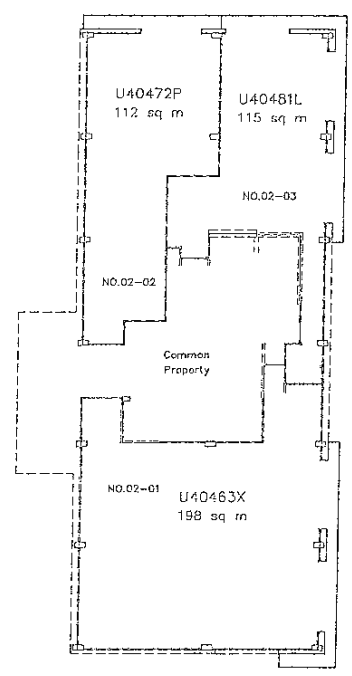 U40472P
112 sq m
U40481L
115 sq m
NO.02-03
NO.02-02
Common
Property
NO.02-01
U40463X
198 sq m